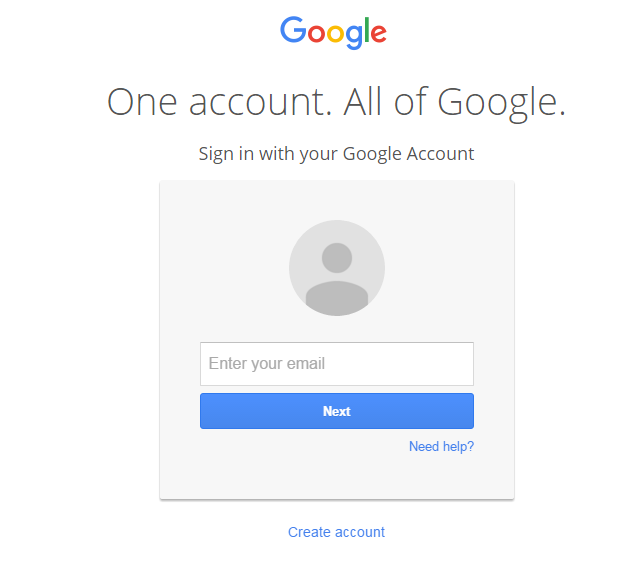 Google
One account. All of Google.
Sign in with your Google Account
Enter your email
Next
Need help?
Create account